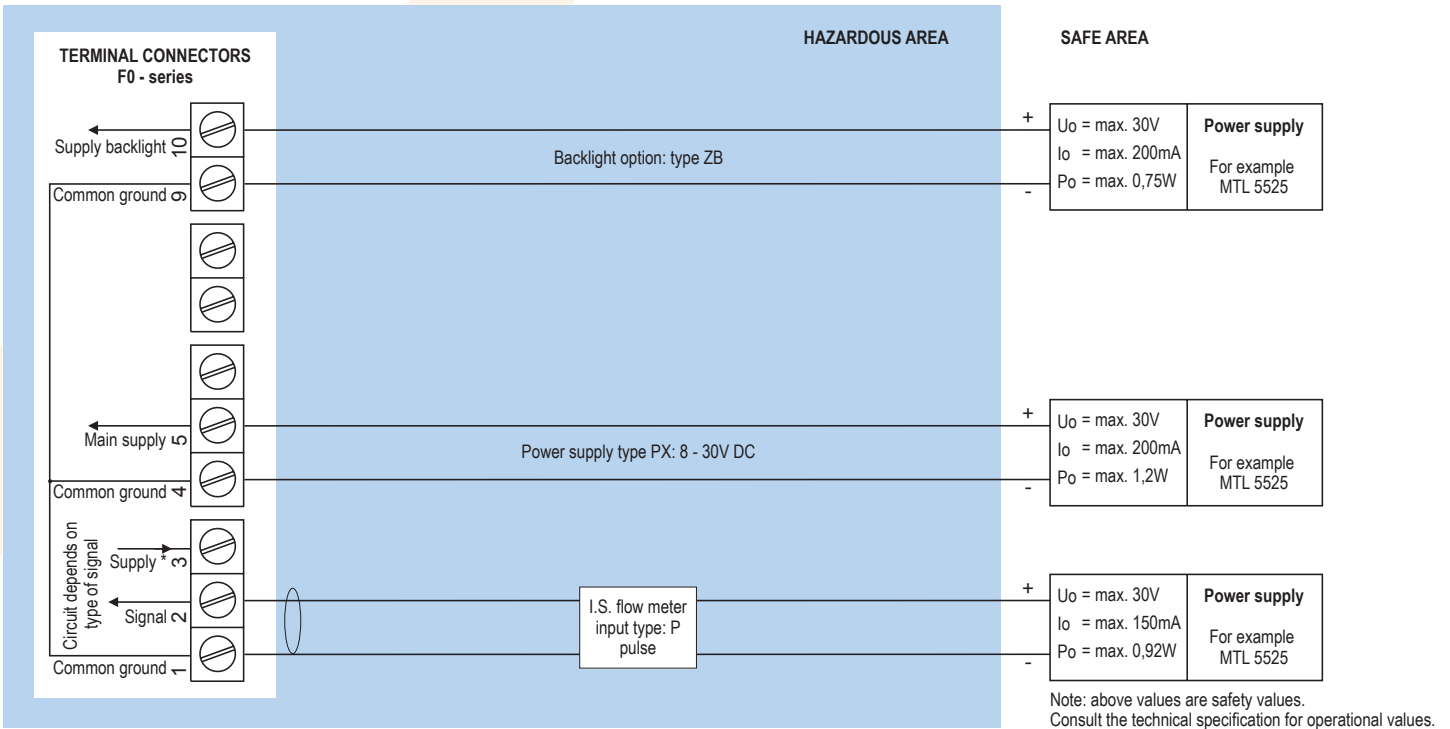 HAZARDOUS AREA
SAFE AREA
TERMINAL CONNECTORS
F0 - series
Supply backlight 10
Common ground 9
Backlight option: type ZB
+
-
Uo = max. 30V
Io = max. 200mA
Po = max. 0,75W
Power supply
For example
MTL 5525
Main supply 5
Common ground 4
Power supply type PX: 8 - 30V DC
+
-
Uo = max. 30V
Io = max. 200mA
Po = max. 1,2W
Power supply
For example
MTL 5525
Circuit depends on
type of signal
Supply * 3
Signal 2
Common ground 1
I.S. flow meter
input type: P
pulse
+
-
Uo = max. 30V
Io = max. 150mA
Po = max. 0,92W
Power supply
For example
MTL 5525
Note: above values are safety values.
Consult the technical specification for operational values.